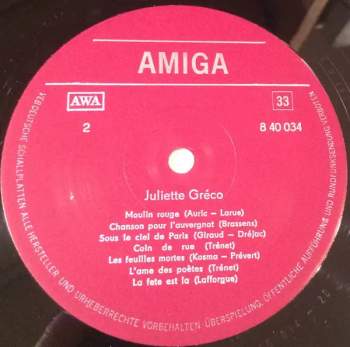 AMIGA
AWA
33
2
8 40 034
Juliette Gréco
Moulin rouge (Auric – Larue)
Chanson pour l'auvergnat (Brassens)
Sous le ciel de Paris (Giraud – Dréjac)
Coin de rue (Trénet)
Les feuilles mortes (Kosma – Prévert)
L'ame des poètes (Trénet)
La fete est la (Lafforgue)
VEB DEUTSCHE SCHALLPLATTEN ALLE HERSTELLER- UND URHEBERRECHTE VORBEHALTEN ÜBERSPIELUNG, ÖFFENTLICHE AUFFÜHRUNG UND RUNDFUNKSENDUNG VERBOTEN